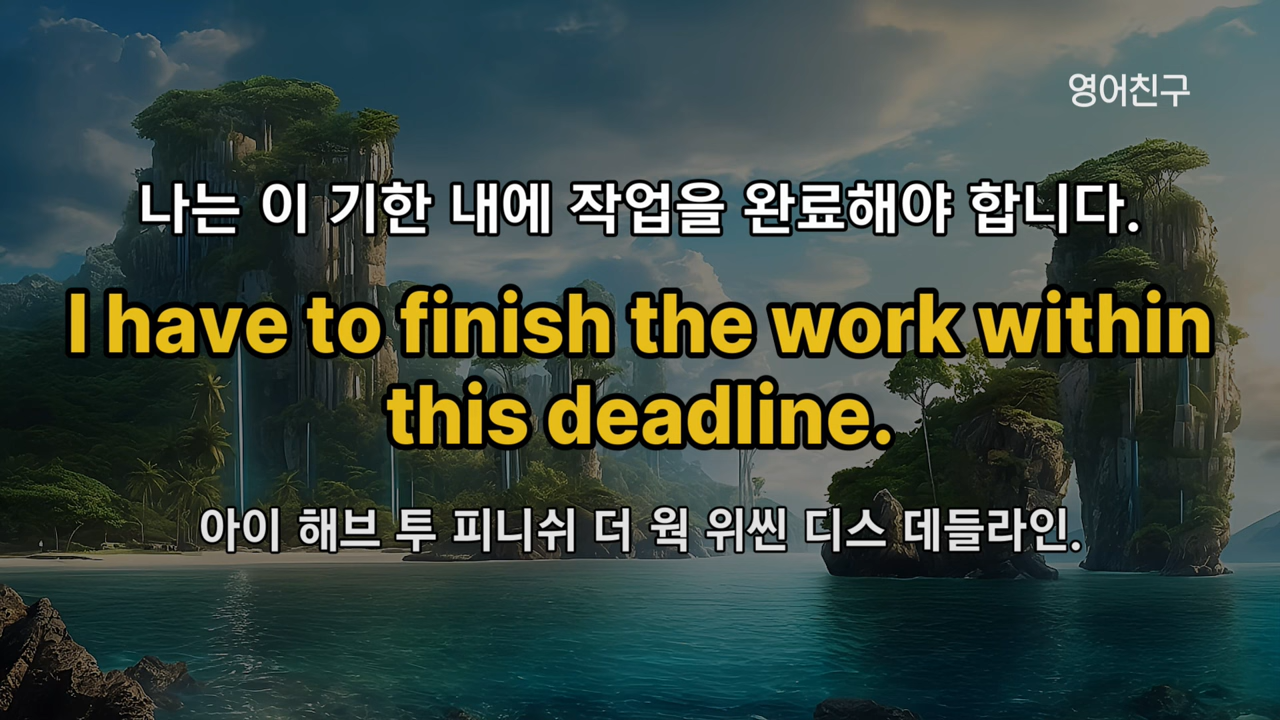 영어친구
나는 이 기한 내에 작업을 완료해야 합니다.
I have to finish the work within
this deadline.
아이 해브 투 피니쉬 더 웍 위씬 디스 데들라인.